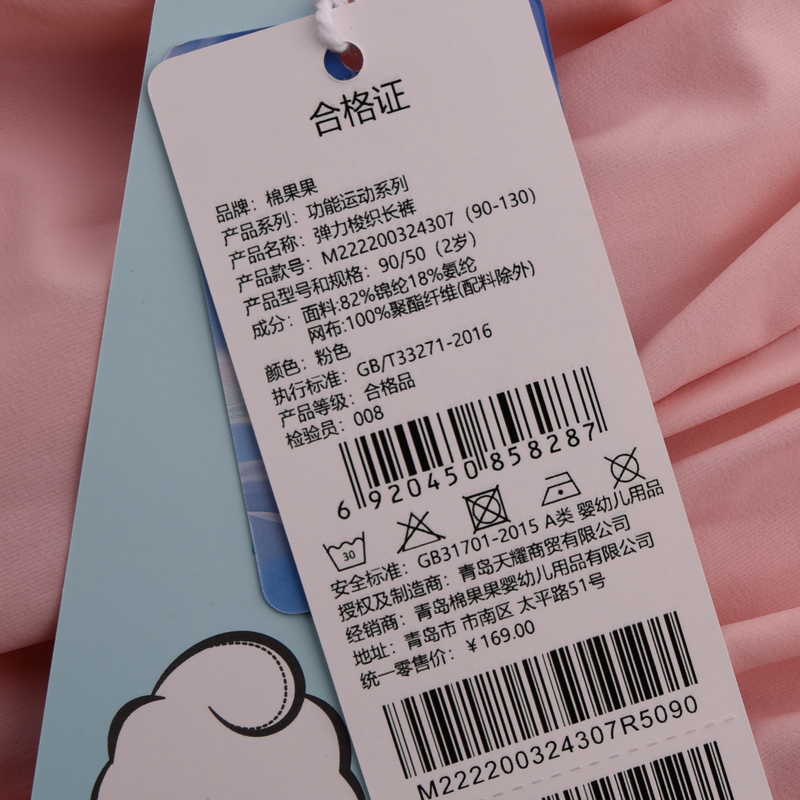 合格证
品牌：棉果果
产品系列：功能运动系列
产品名称：弹力梭织长裤
产品款号：M222200324307（90-130）
产品型号和规格：90/50（2岁）
成分：面料:82%锦纶18%氨纶
网布:100%聚酯纤维(配料除外)
颜色：粉色
执行标准：GB/T33271-2016
产品等级：合格品
检验员：008
6920450858287
30
安全标准：GB31701-2015 A类 婴幼儿用品
授权及制造商：青岛天耀商贸有限公司
经销商：青岛棉果果婴幼儿用品有限公司
地址：青岛市 市南区 太平路51号
统一零售价：￥169.00
M222200324307R5090